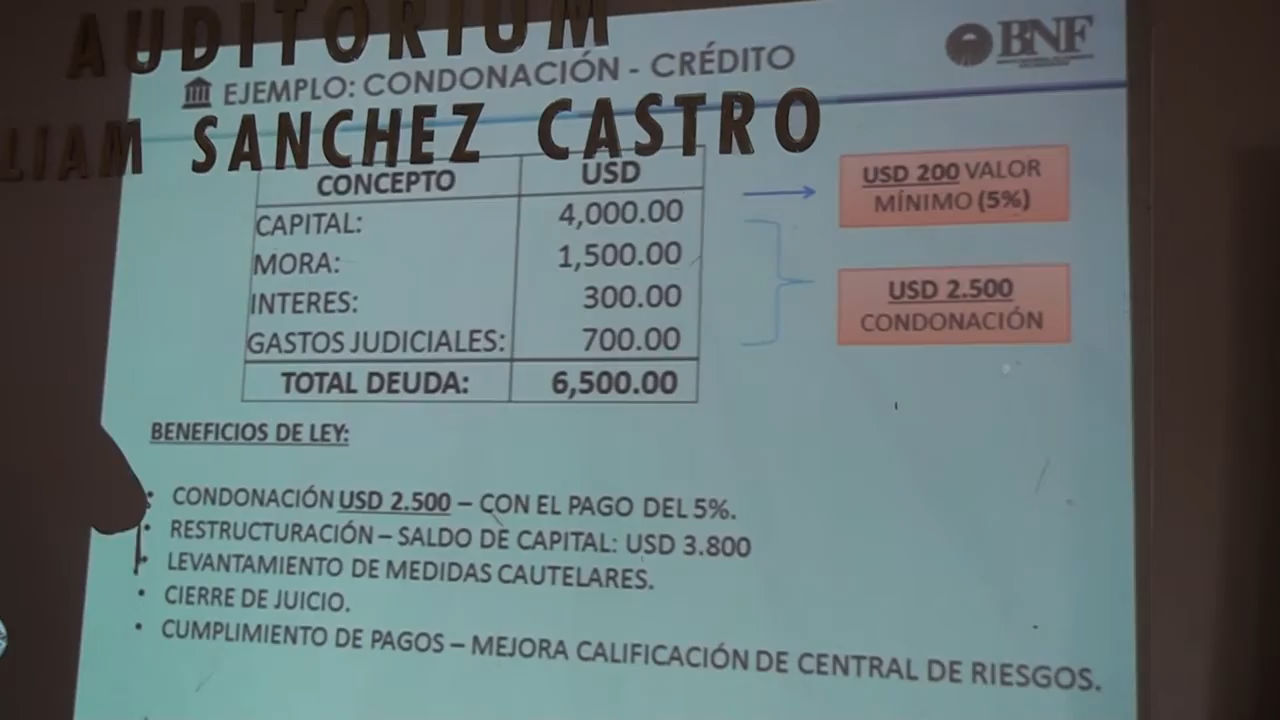 AUDITORIUM
LIAM SANCHEZ CASTRO
BNF
EJEMPLO: CONDONACIÓN - CRÉDITO
CONCEPTO USD
CAPITAL: 4,000.00
MORA: 1,500.00
INTERES: 300.00
GASTOS JUDICIALES: 700.00
TOTAL DEUDA: 6,500.00
USD 200 VALOR
MÍNIMO (5%)
USD 2.500
CONDONACIÓN
BENEFICIOS DE LEY:
• CONDONACIÓN USD 2.500 – CON EL PAGO DEL 5%.
• RESTRUCTURACIÓN – SALDO DE CAPITAL: USD 3.800
• LEVANTAMIENTO DE MEDIDAS CAUTELARES.
• CIERRE DE JUICIO.
• CUMPLIMIENTO DE PAGOS – MEJORA CALIFICACIÓN DE CENTRAL DE RIESGOS.